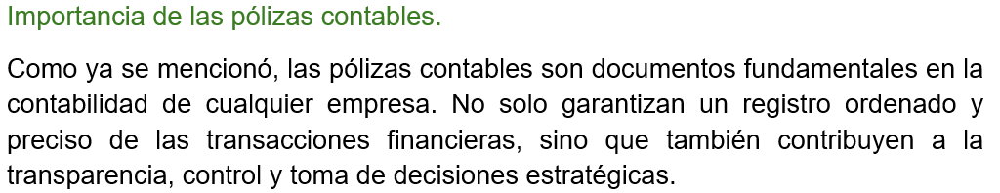 Importancia de las pólizas contables.
Como ya se mencionó, las pólizas contables son documentos fundamentales en la
contabilidad de cualquier empresa. No solo garantizan un registro ordenado y
preciso de las transacciones financieras, sino que también contribuyen a la
transparencia, control y toma de decisiones estratégicas.